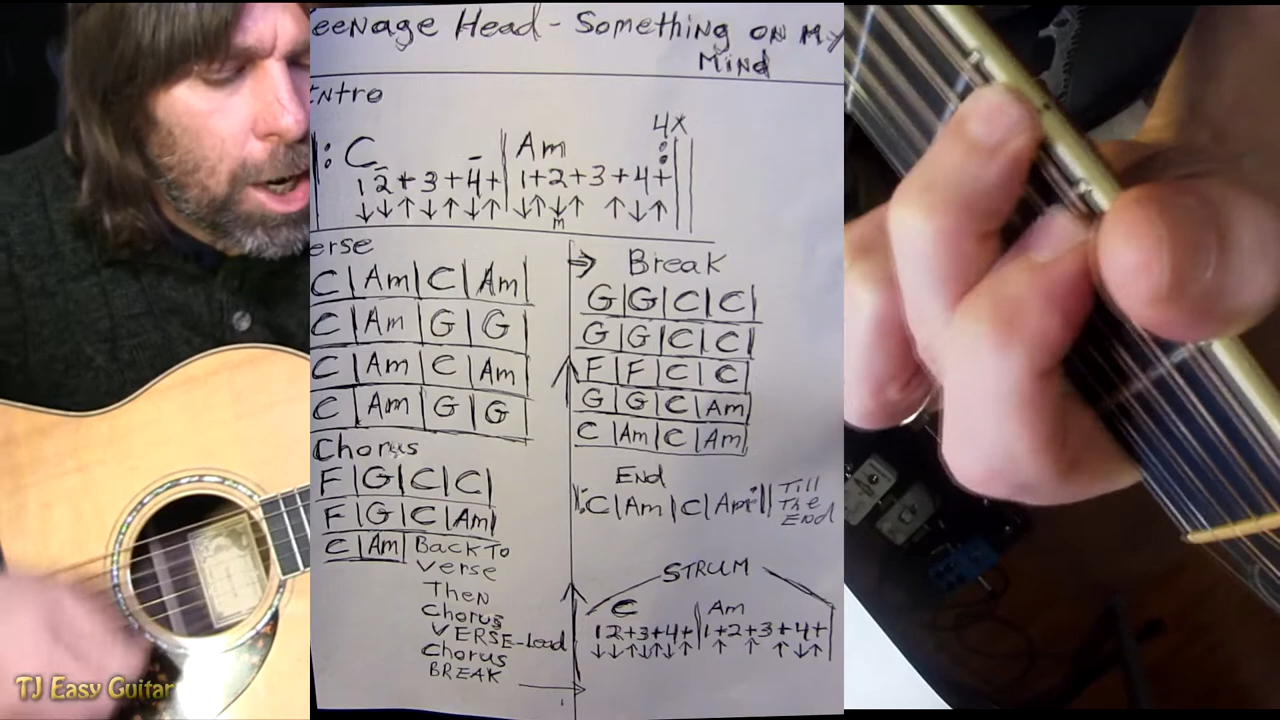 eenage Head - Something on My
Mind
Intro
4x
|: C | Am :||
1 2 + 3 + 4 + | 1 + 2 + 3 + 4 +
↓ ↓ ↑ ↓ ↑ ↓ ↑ ↓ ↑ ↓ ↑ ↑ ↓ ↑
m
erse
C | Am | C | Am |
C | Am | G | G
C | Am | C | Am
C | Am | G | G
Chorus
F | G | C | C |
F | G | C | Am |
C | Am | Back To
Verse
Then
Chorus
VERSE-Lead
Chorus
BREAK
⇒ Break
G | G | C | C |
G | G | C | C |
F | F | C | C
G | G | C | Am
C | Am | C | Am
End
|: C | Am | C | Am :|| Till
The
End
STRUM
C | Am
1 2 + 3 + 4 + | 1 + 2 + 3 + 4 +
↓ ↓ ↑ ↓ ↑ ↓ ↑ ↑ ↑ ↑ ↓ ↑
TJ Easy Guitar